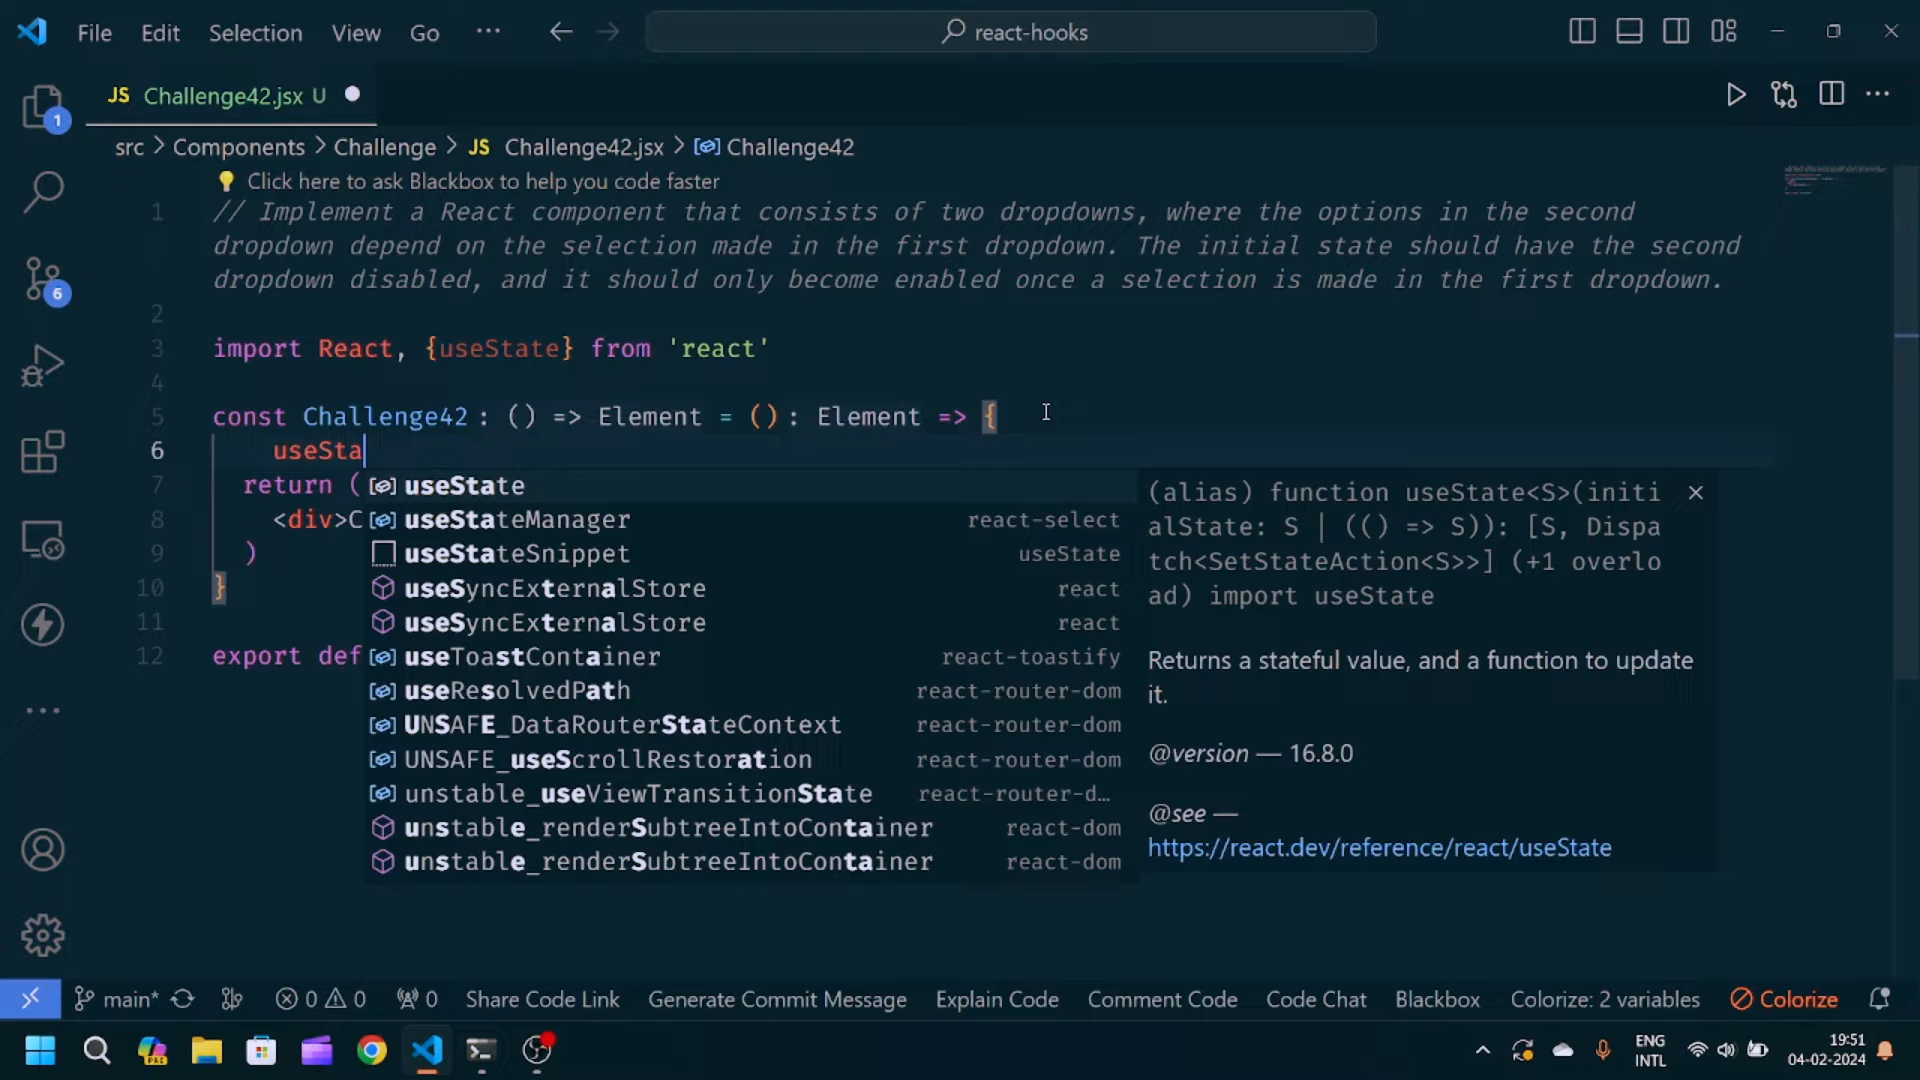 File Edit Selection View Go ··· react-hooks
JS Challenge42.jsx U
src > Components > Challenge > JS Challenge42.jsx > Challenge42
Click here to ask Blackbox to help you code faster
1 // Implement a React component that consists of two dropdowns, where the options in the second
dropdown depend on the selection made in the first dropdown. The initial state should have the second
dropdown disabled, and it should only become enabled once a selection is made in the first dropdown.
2
3 import React, {useState} from 'react'
4
5 const Challenge42 : () => Element = (): Element => {
6 useSta
7 return (
8 <div>C
9 )
10 }
11
12 export def
useState
useStateManager react-select
useStateSnippet useState
useSyncExternalStore react
useSyncExternalStore react
useToastContainer react-toastify
useResolvedPath react-router-dom
UNSAFE_DataRouterStateContext react-router-dom
UNSAFE_useScrollRestoration react-router-dom
unstable_useViewTransitionState react-router-d…
unstable_renderSubtreeIntoContainer react-dom
unstable_renderSubtreeIntoContainer react-dom
(alias) function useState<S>(initi
alState: S | (() => S)): [S, Dispa
tch<SetStateAction<S>>] (+1 overlo
ad) import useState
Returns a stateful value, and a function to update
it.
@version — 16.8.0
@see —
https://react.dev/reference/react/useState
1
6
main* 0 0 0 Share Code Link Generate Commit Message Explain Code Comment Code Code Chat Blackbox Colorize: 2 variables Colorize
PRE
ENG
INTL
19:51
04-02-2024